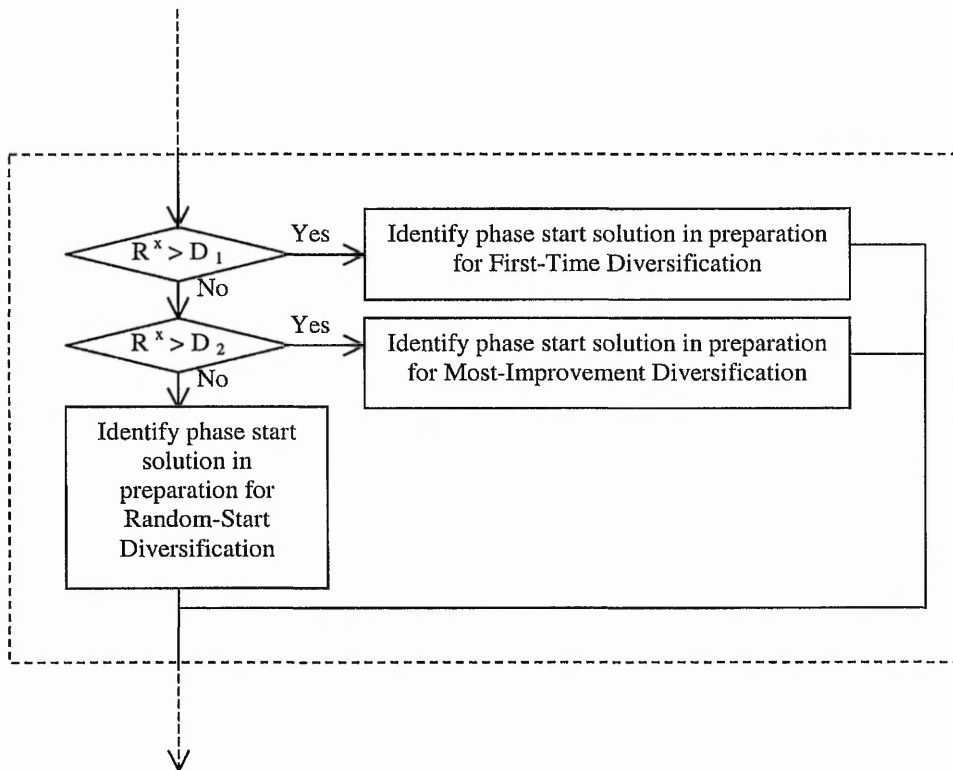 Yes
R^x > D_1
Identify phase start solution in preparation
for First-Time Diversification
No
Yes
R^x > D_2
Identify phase start solution in preparation
for Most-Improvement Diversification
No
Identify phase start
solution in
preparation for
Random-Start
Diversification